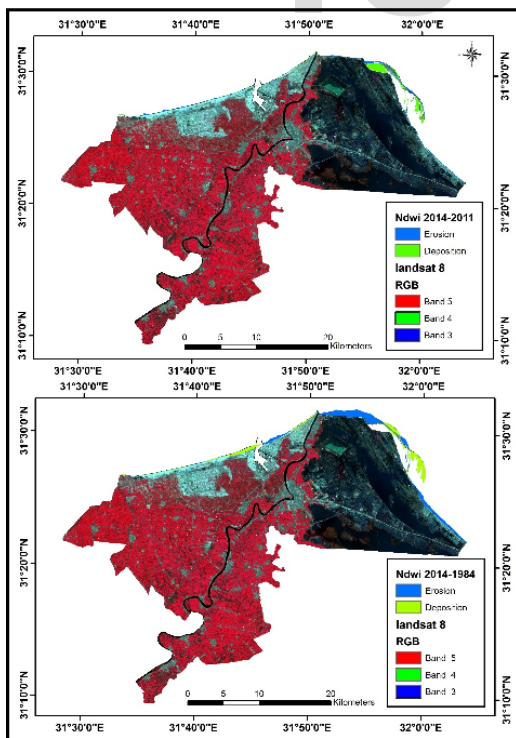 31°40'0"E 31°50'0"E 32°0'0"E
31°30'0"N 31°30'0"N
31°20'0"N 31°20'0"N
31°10'0"N 31°10'0"N
Ndwi 2014-2011
Erosion
Deposition
landsat 8
RGB
Band 5
Band 4
Band 3
0 5 10 20
Kilometers
31°30'0"E 31°40'0"E 31°50'0"E 32°0'0"E
31°30'0"E 31°40'0"E 31°50'0"E 32°0'0"E
31°30'0"N 31°30'0"N
31°20'0"N 31°20'0"N
31°10'0"N 31°10'0"N
Ndwi 2014-1984
Erosion
Deposition
landsat 8
RGB
Band 5
Band 4
Band 3
0 5 10 20
Kilometers
31°30'0"E 31°40'0"E 31°50'0"E 32°0'0"E